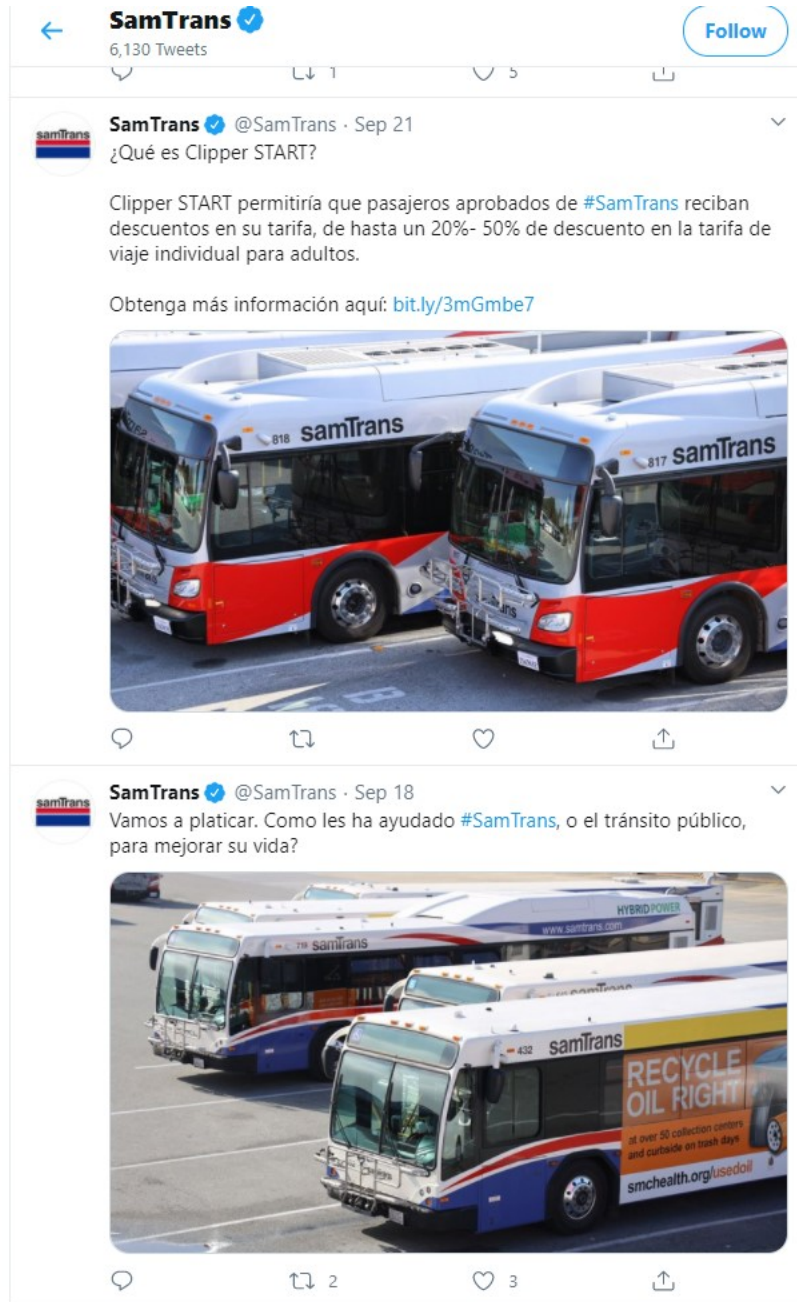 SamTrans
6,130 Tweets
Follow
1
5
samTrans
SamTrans @SamTrans · Sep 21
¿Qué es Clipper START?
Clipper START permitiría que pasajeros aprobados de #SamTrans reciban
descuentos en su tarifa, de hasta un 20%- 50% de descuento en la tarifa de
viaje individual para adultos.
Obtenga más información aquí: bit.ly/3mGmbe7
818 samTrans
817 samTrans
samTrans
SamTrans @SamTrans · Sep 18
Vamos a platicar. Como les ha ayudado #SamTrans, o el tránsito público,
para mejorar su vida?
HYBRIDPOWER
www.samtrans.com
719 samTrans
samTrans
432 samTrans
RECYCLE
OIL RIGHT
at over 50 collection centers
and curbside on trash days
smchealth.org/usedoil
2
3